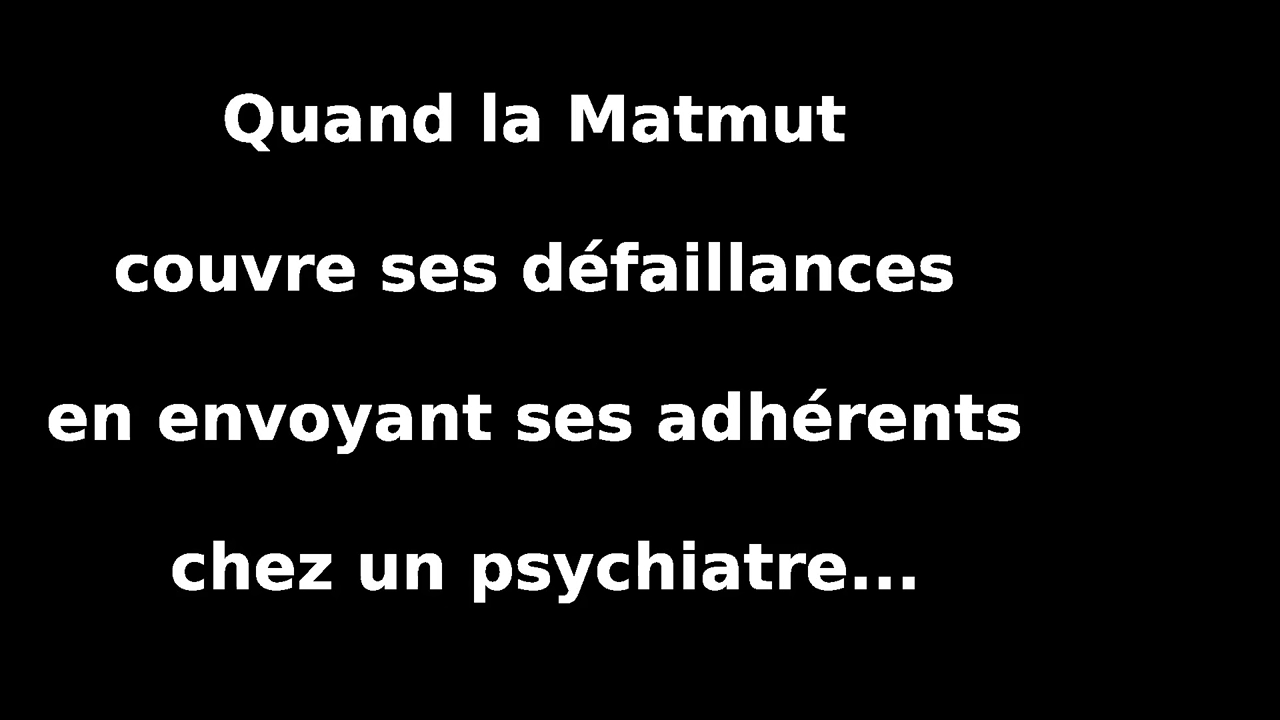 Quand la Matmut
couvre ses défaillances
en envoyant ses adhérents
chez un psychiatre...